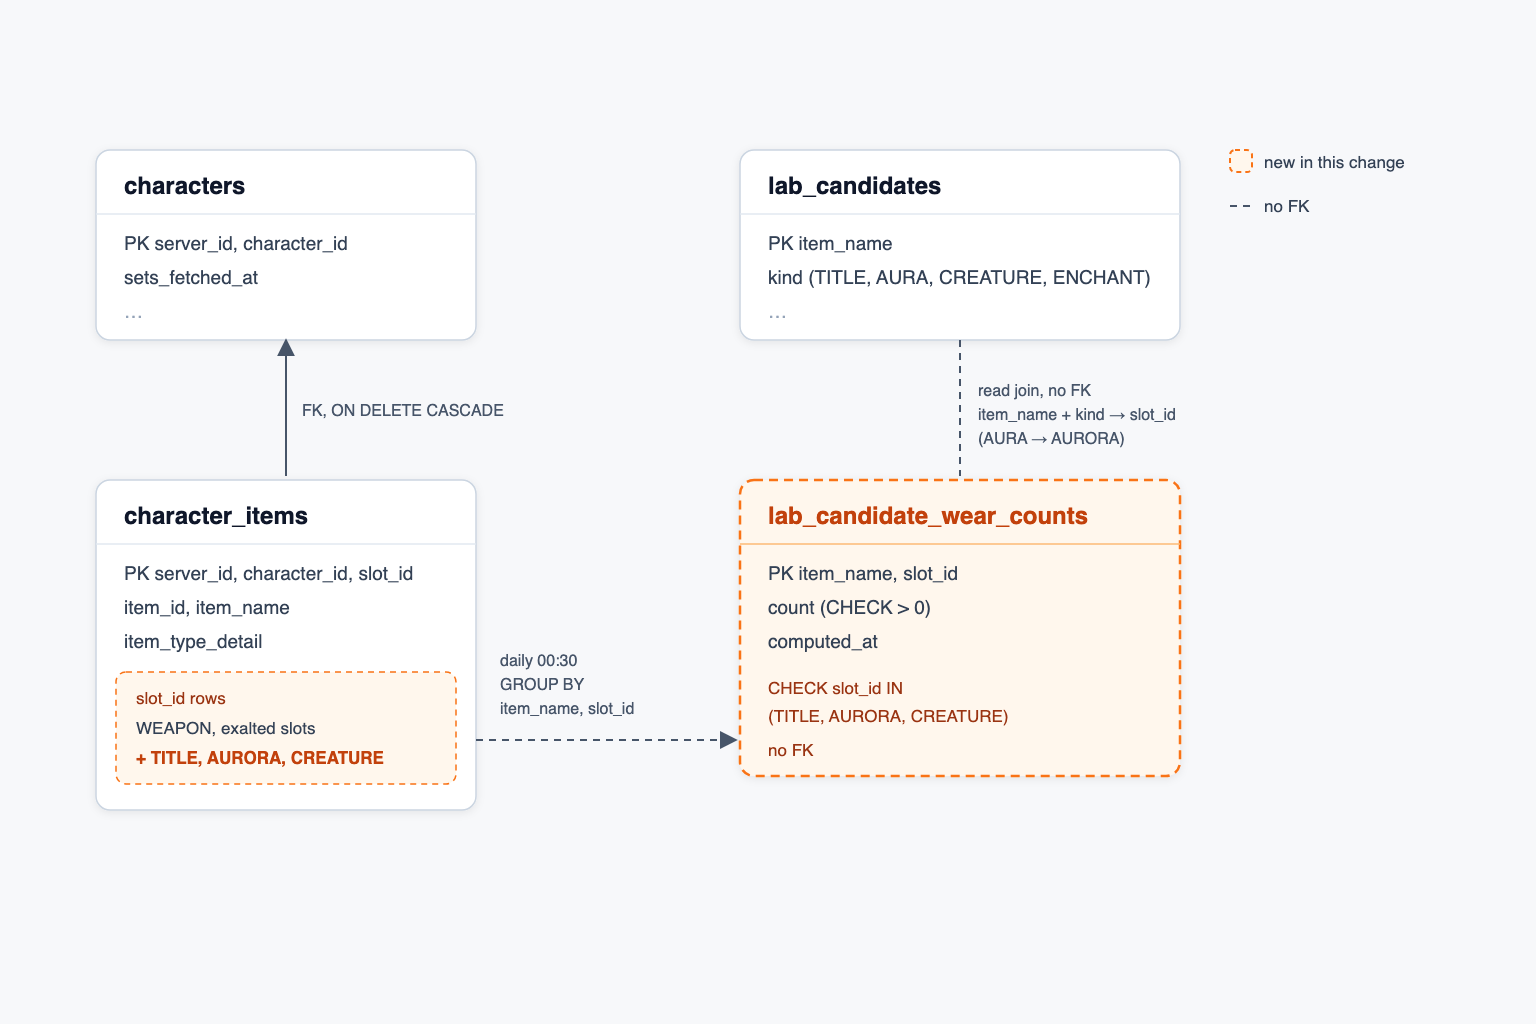 characters
PK server_id, character_id
sets_fetched_at
...
FK, ON DELETE CASCADE
character_items
PK server_id, character_id, slot_id
item_id, item_name
item_type_detail
slot_id rows
WEAPON, exalted slots
+ TITLE, AURORA, CREATURE
daily 00:30
GROUP BY
item_name, slot_id
lab_candidates
PK item_name
kind (TITLE, AURA, CREATURE, ENCHANT)
...
read join, no FK
item_name + kind → slot_id
(AURA → AURORA)
lab_candidate_wear_counts
PK item_name, slot_id
count (CHECK > 0)
computed_at
CHECK slot_id IN
(TITLE, AURORA, CREATURE)
no FK
new in this change
no FK